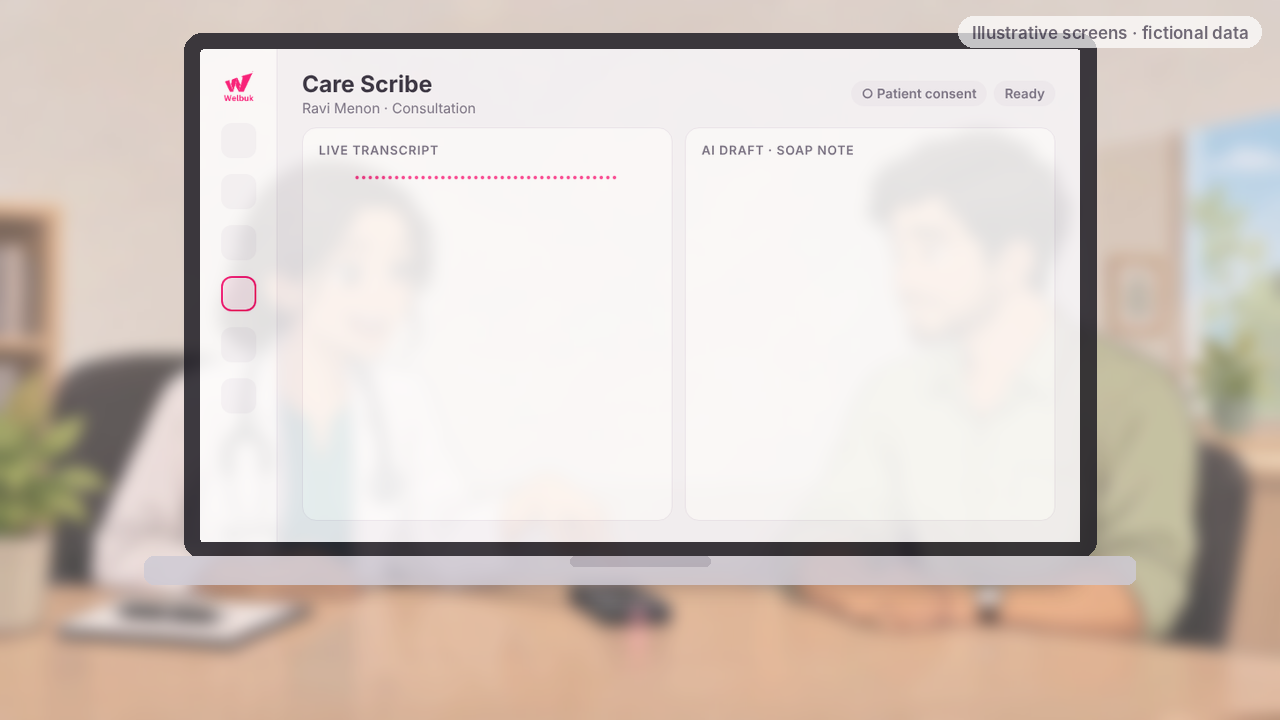 Illustrative screens · fictional data
Welbuk
Care Scribe
Ravi Menon · Consultation
Patient consent
Ready
LIVE TRANSCRIPT
AI DRAFT · SOAP NOTE